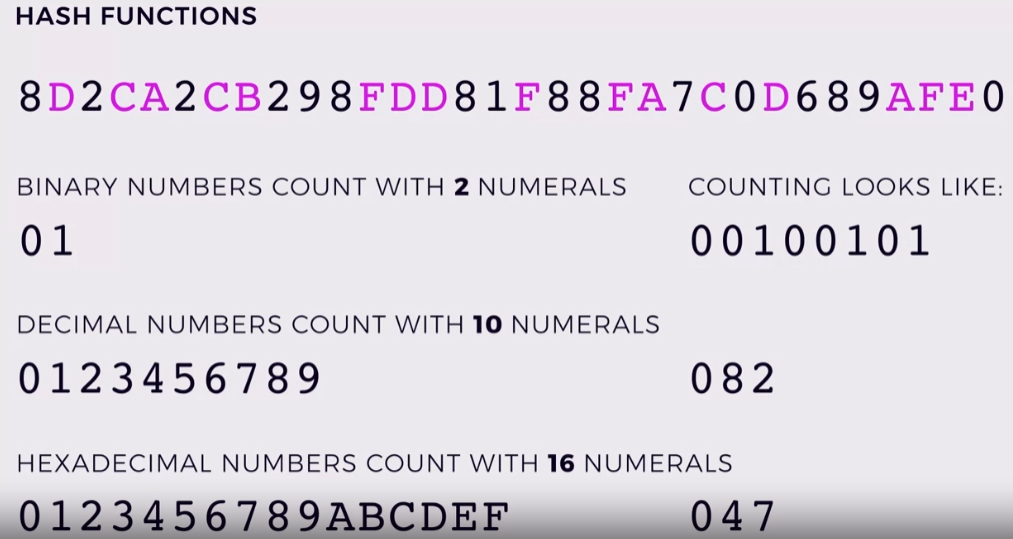 HASH FUNCTIONS
8D2CA2CB298FDD81F88FA7C0D689AFE0
BINARY NUMBERS COUNT WITH 2 NUMERALS COUNTING LOOKS LIKE:
01 00100101
DECIMAL NUMBERS COUNT WITH 10 NUMERALS
0123456789 082
HEXADECIMAL NUMBERS COUNT WITH 16 NUMERALS
0123456789ABCDEF 047